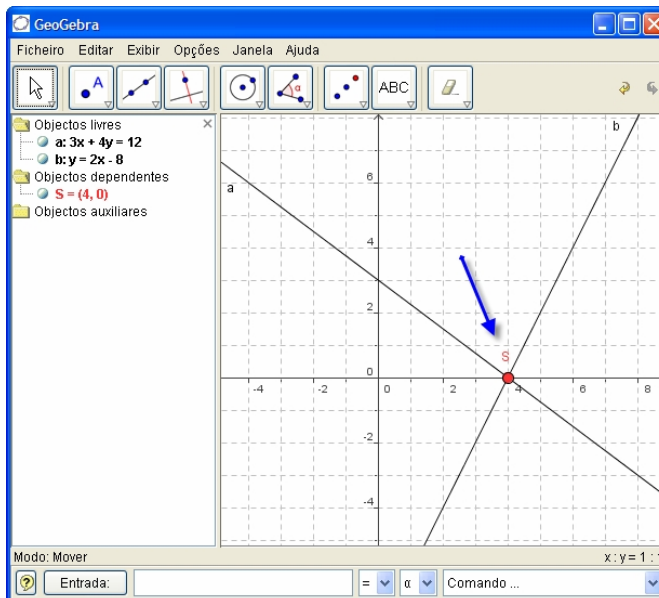 GeoGebra
Ficheiro Editar Exibir Opções Janela Ajuda
A α ABC
Objectos livres
a: 3x + 4y = 12
b: y = 2x - 8
Objectos dependentes
S = (4, 0)
Objectos auxiliares
b
a
6
4
2
S
0
-4 -2 0 2 4 6 8
-2
-4
Modo: Mover
x : y = 1 :
Entrada: = α Comando ...